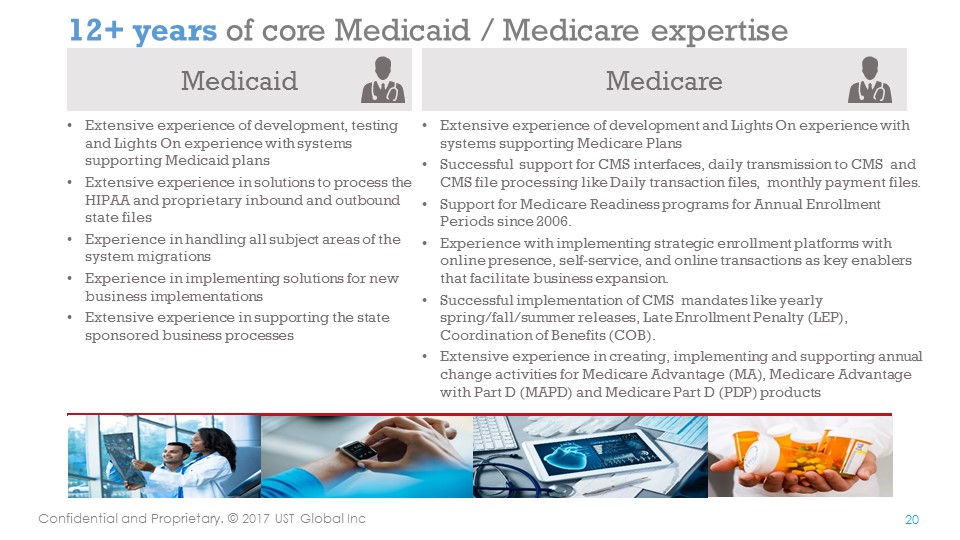 12+ years of core Medicaid / Medicare expertise
Medicaid
• Extensive experience of development, testing
and Lights On experience with systems
supporting Medicaid plans
• Extensive experience in solutions to process the
HIPAA and proprietary inbound and outbound
state files
• Experience in handling all subject areas of the
system migrations
• Experience in implementing solutions for new
business implementations
• Extensive experience in supporting the state
sponsored business processes
Medicare
• Extensive experience of development and Lights On experience with
systems supporting Medicare Plans
• Successful support for CMS interfaces, daily transmission to CMS and
CMS file processing like Daily transaction files, monthly payment files.
• Support for Medicare Readiness programs for Annual Enrollment
Periods since 2006.
• Experience with implementing strategic enrollment platforms with
online presence, self-service, and online transactions as key enablers
that facilitate business expansion.
• Successful implementation of CMS mandates like yearly
spring/fall/summer releases, Late Enrollment Penalty (LEP),
Coordination of Benefits (COB).
• Extensive experience in creating, implementing and supporting annual
change activities for Medicare Advantage (MA), Medicare Advantage
with Part D (MAPD) and Medicare Part D (PDP) products
Confidential and Proprietary. © 2017 UST Global Inc
20